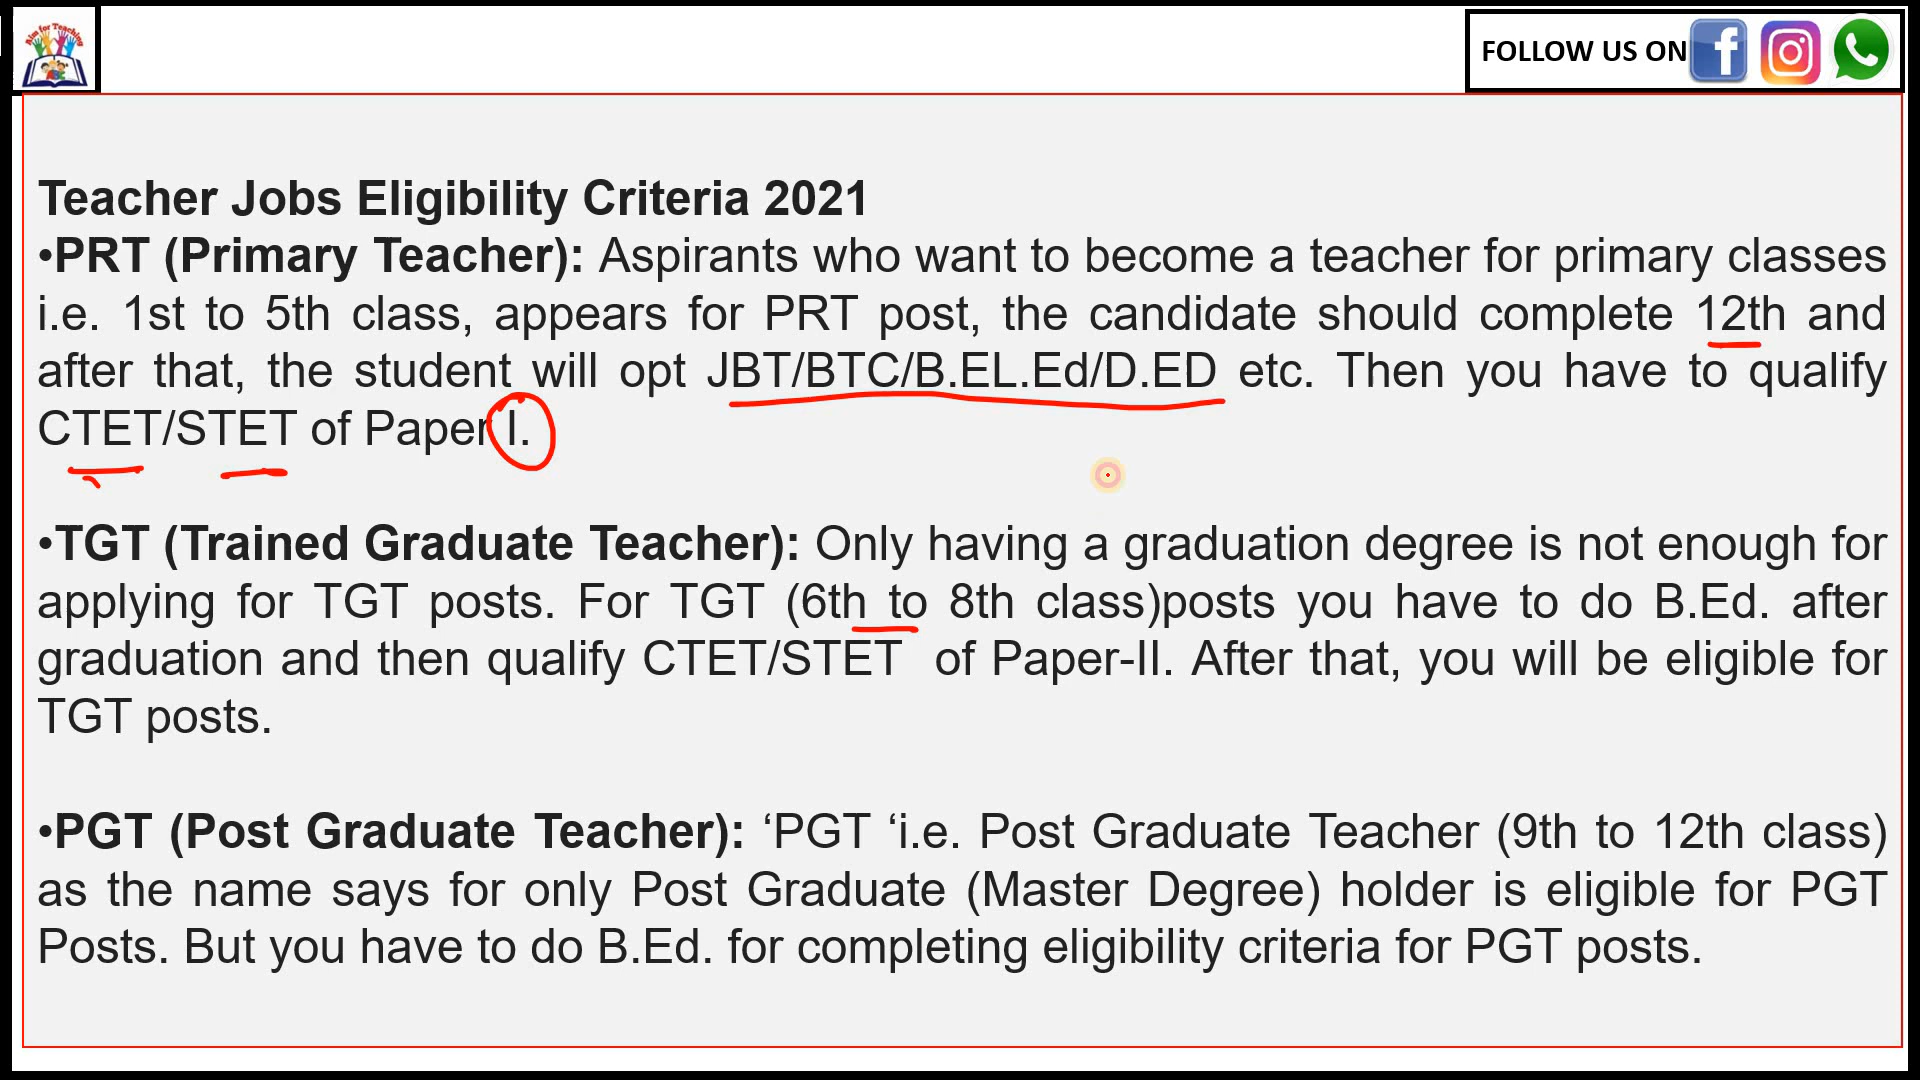 Aim for Teaching
FOLLOW US ON
Teacher Jobs Eligibility Criteria 2021
•PRT (Primary Teacher): Aspirants who want to become a teacher for primary classes
i.e. 1st to 5th class, appears for PRT post, the candidate should complete 12th and
after that, the student will opt JBT/BTC/B.EL.Ed/D.ED etc. Then you have to qualify
CTET/STET of Paper I.
•TGT (Trained Graduate Teacher): Only having a graduation degree is not enough for
applying for TGT posts. For TGT (6th to 8th class)posts you have to do B.Ed. after
graduation and then qualify CTET/STET of Paper-II. After that, you will be eligible for
TGT posts.
•PGT (Post Graduate Teacher): ‘PGT ‘i.e. Post Graduate Teacher (9th to 12th class)
as the name says for only Post Graduate (Master Degree) holder is eligible for PGT
Posts. But you have to do B.Ed. for completing eligibility criteria for PGT posts.